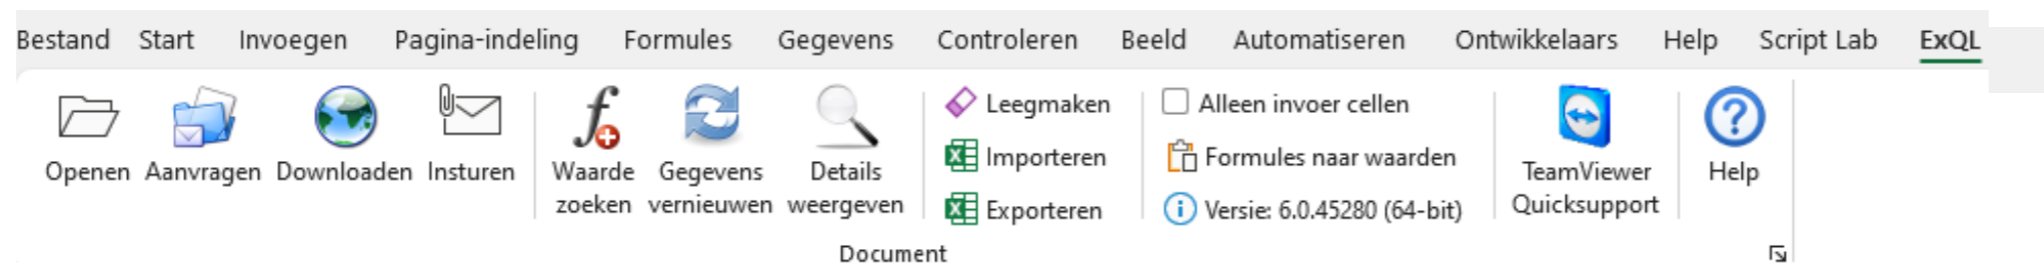 Bestand Start Invoegen Pagina-indeling Formules Gegevens Controleren Beeld Automatiseren Ontwikkelaars Help Script Lab ExQL
Openen Aanvragen Downloaden Insturen
Waarde zoeken
Gegevens vernieuwen
Details weergeven
Leegmaken
Importeren
Exporteren
Alleen invoer cellen
Formules naar waarden
Versie: 6.0.45280 (64-bit)
TeamViewer
Quicksupport
Help
Document